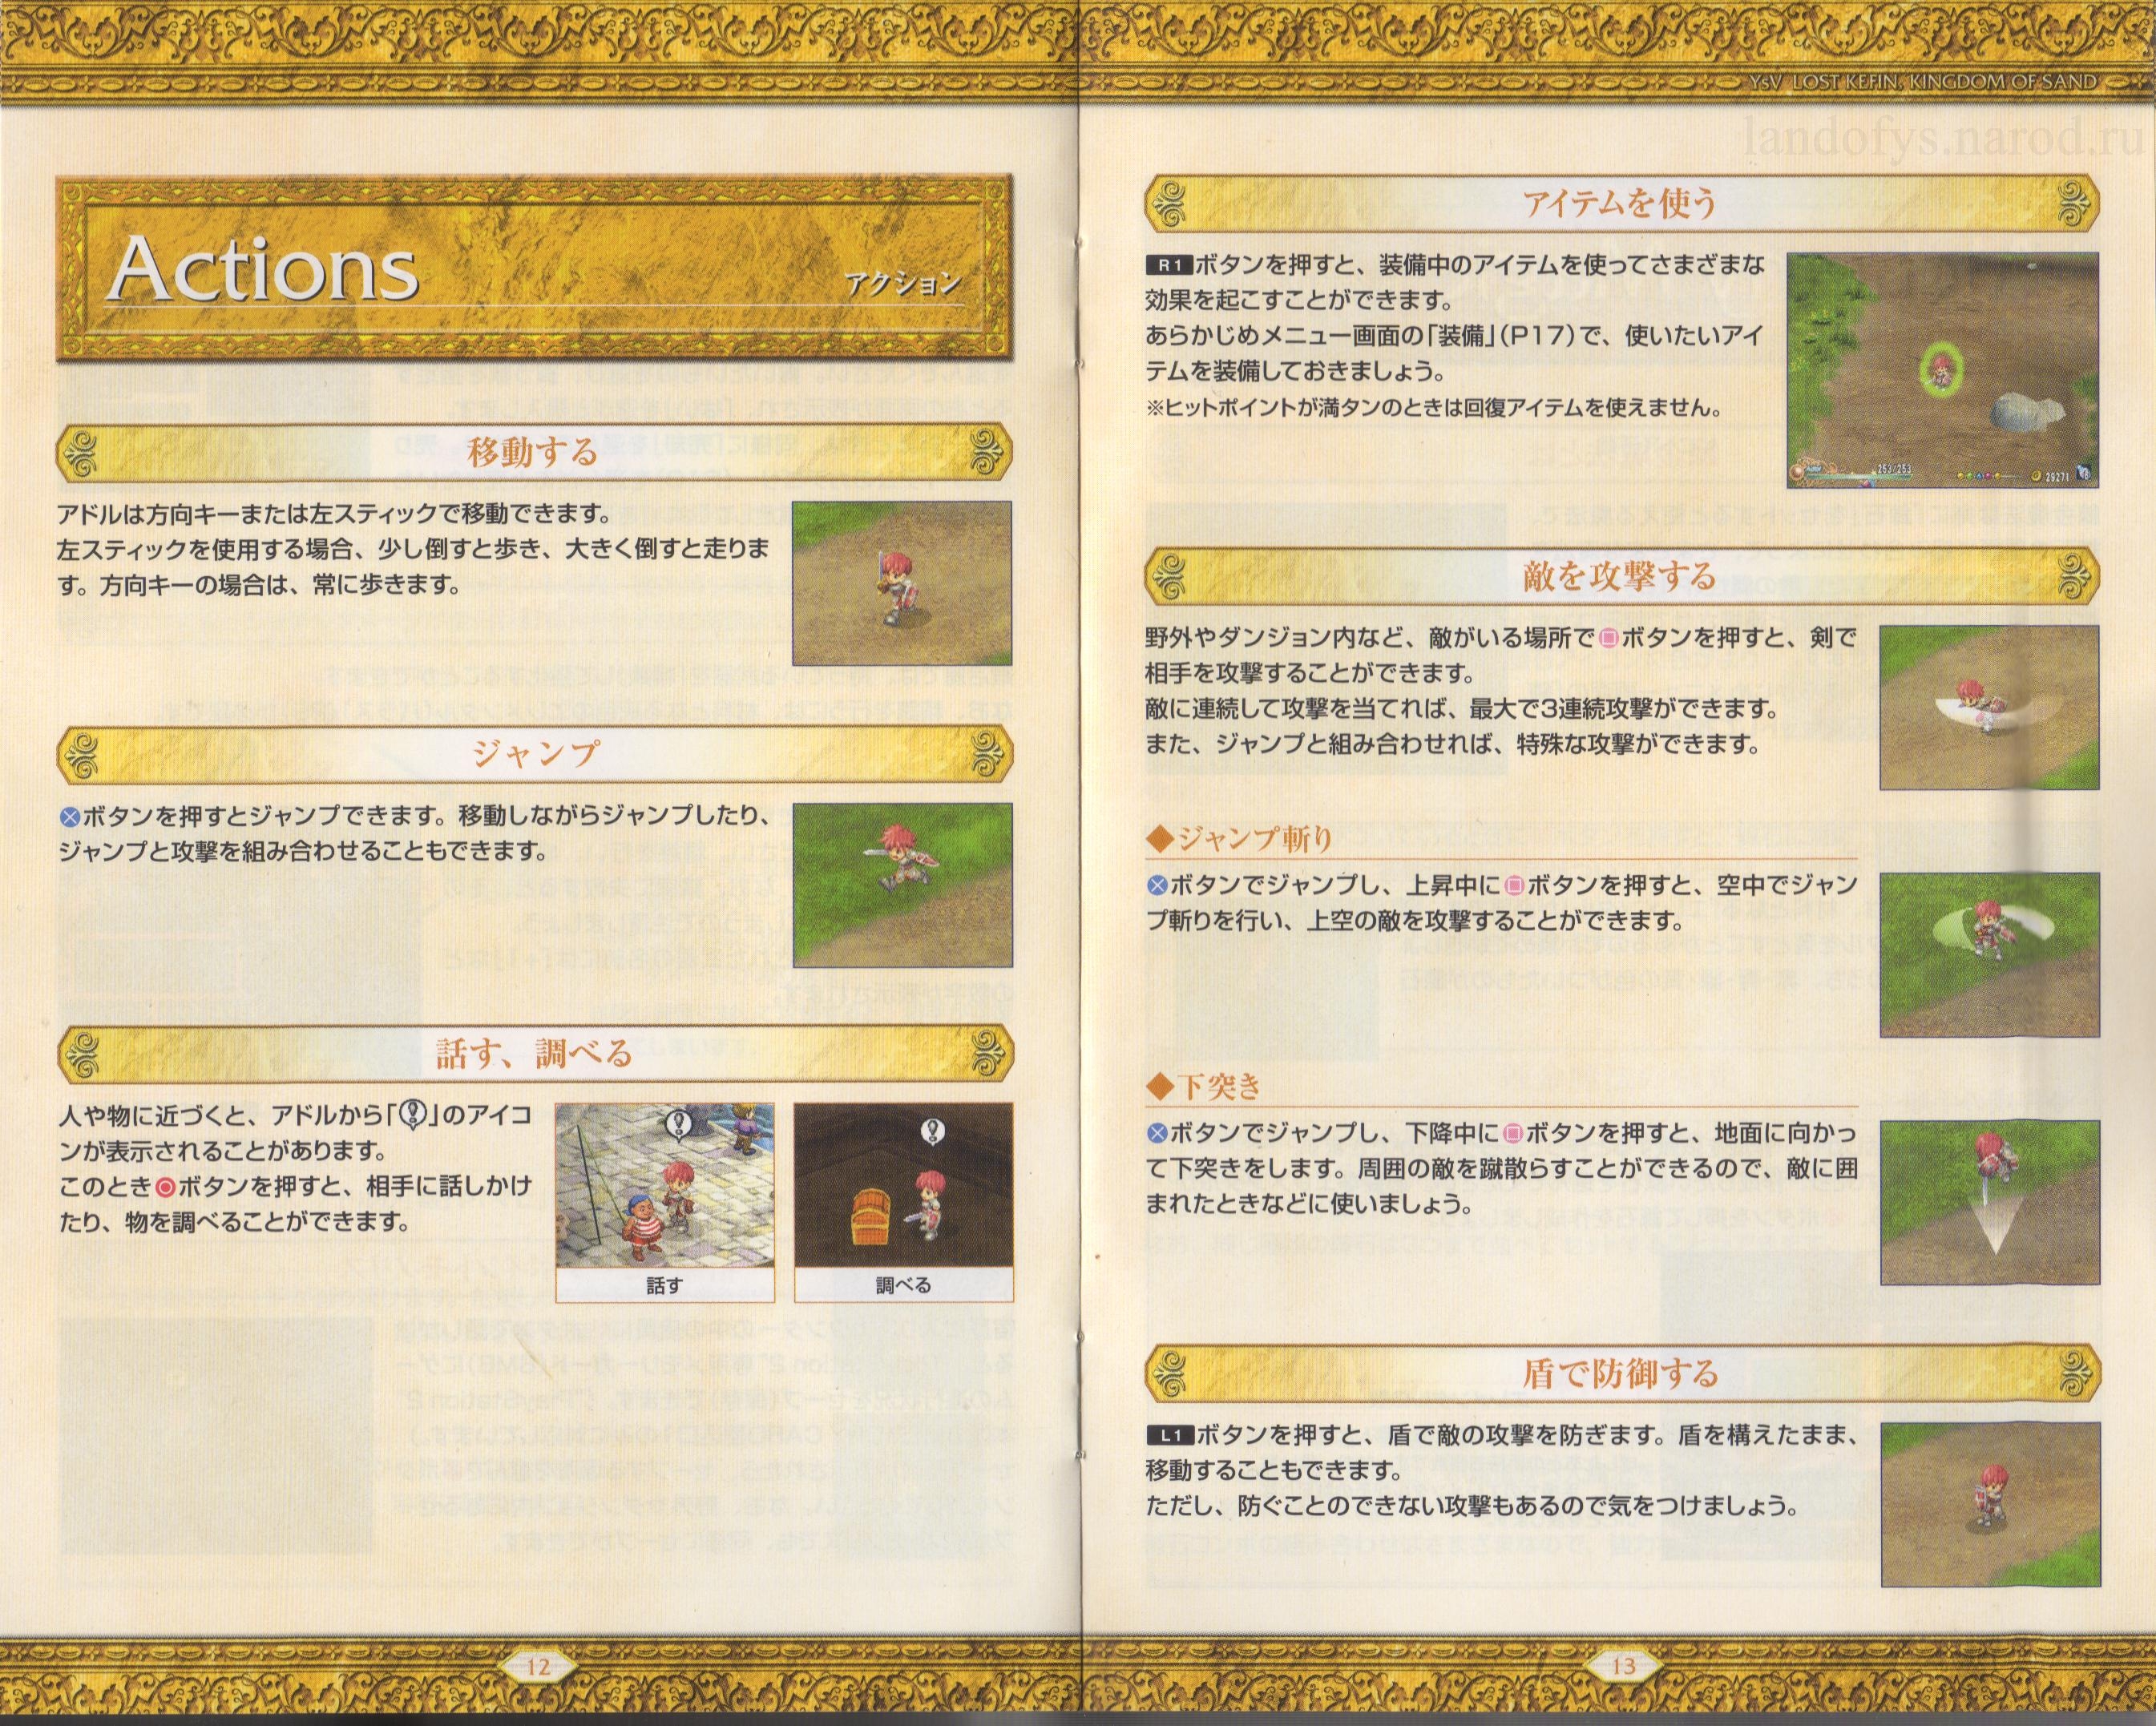 YsV LOST KEFIN, KINGDOM OF SAND
landofys.narod.ru
Actions
アクション
移動する
アドルは方向キーまたは左スティックで移動できます。
左スティックを使用する場合、少し倒すと歩き、大きく倒すと走りま
す。方向キーの場合は、常に歩きます。
ジャンプ
×ボタンを押すとジャンプできます。移動しながらジャンプしたり、
ジャンプと攻撃を組み合わせることもできます。
話す、調べる
人や物に近づくと、アドルから「!」のアイコ
ンが表示されることがあります。
このとき○ボタンを押すと、相手に話しかけ
たり、物を調べることができます。
話す
調べる
12
アイテムを使う
R1ボタンを押すと、装備中のアイテムを使ってさまざまな
効果を起こすことができます。
あらかじめメニュー画面の「装備」(P17)で、使いたいアイ
テムを装備しておきましょう。
※ヒットポイントが満タンのときは回復アイテムを使えません。
253/253
26271
敵を攻撃する
野外やダンジョン内など、敵がいる場所で□ボタンを押すと、剣で
相手を攻撃することができます。
敵に連続して攻撃を当てれば、最大で3連続攻撃ができます。
また、ジャンプと組み合わせれば、特殊な攻撃ができます。
◆ジャンプ斬り
×ボタンでジャンプし、上昇中に□ボタンを押すと、空中でジャン
プ斬りを行い、上空の敵を攻撃することができます。
◆下突き
×ボタンでジャンプし、下降中に□ボタンを押すと、地面に向かっ
て下突きをします。周囲の敵を蹴散らすことができるので、敵に囲
まれたときなどに使いましょう。
盾で防御する
L1ボタンを押すと、盾で敵の攻撃を防ぎます。盾を構えたまま、
移動することもできます。
ただし、防ぐことのできない攻撃もあるので気をつけましょう。
13